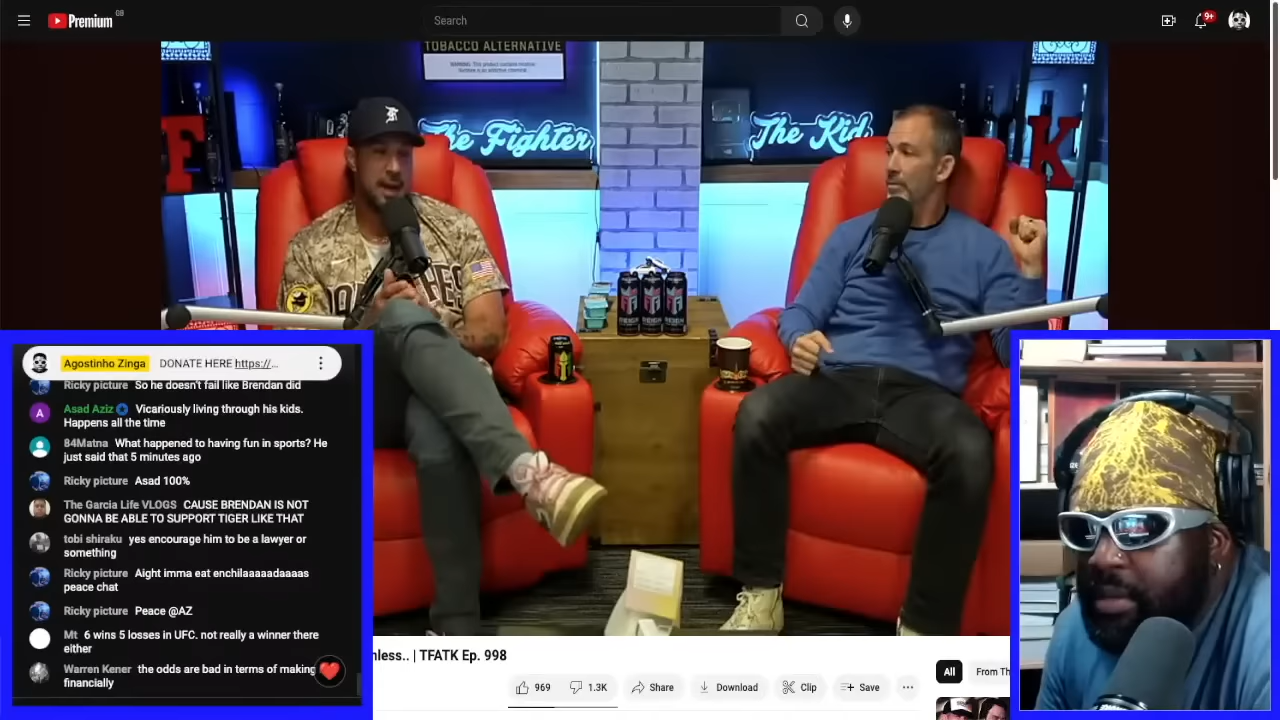 Premium GB
Search
9+
TOBACCO ALTERNATIVE
The Fighter
The Kid
F
K
Agostinho Zinga DONATE HERE https://...
Ricky picture So he doesn't fail like Brendan did
Asad Aziz Vicariously living through his kids.
Happens all the time
84Matna What happened to having fun in sports? He
just said that 5 minutes ago
Ricky picture Asad 100%
The Garcia Life VLOGS CAUSE BRENDAN IS NOT
GONNA BE ABLE TO SUPPORT TIGER LIKE THAT
tobi shiraku yes encourage him to be a lawyer or
something
Ricky picture Aight imma eat enchilaaaaadaaaas
peace chat
Ricky picture Peace @AZ
Mt 6 wins 5 losses in UFC. not really a winner there
either
Warren Kener the odds are bad in terms of making
financially
nless.. | TFATK Ep. 998
969 1.3K Share Download Clip Save
All From Th